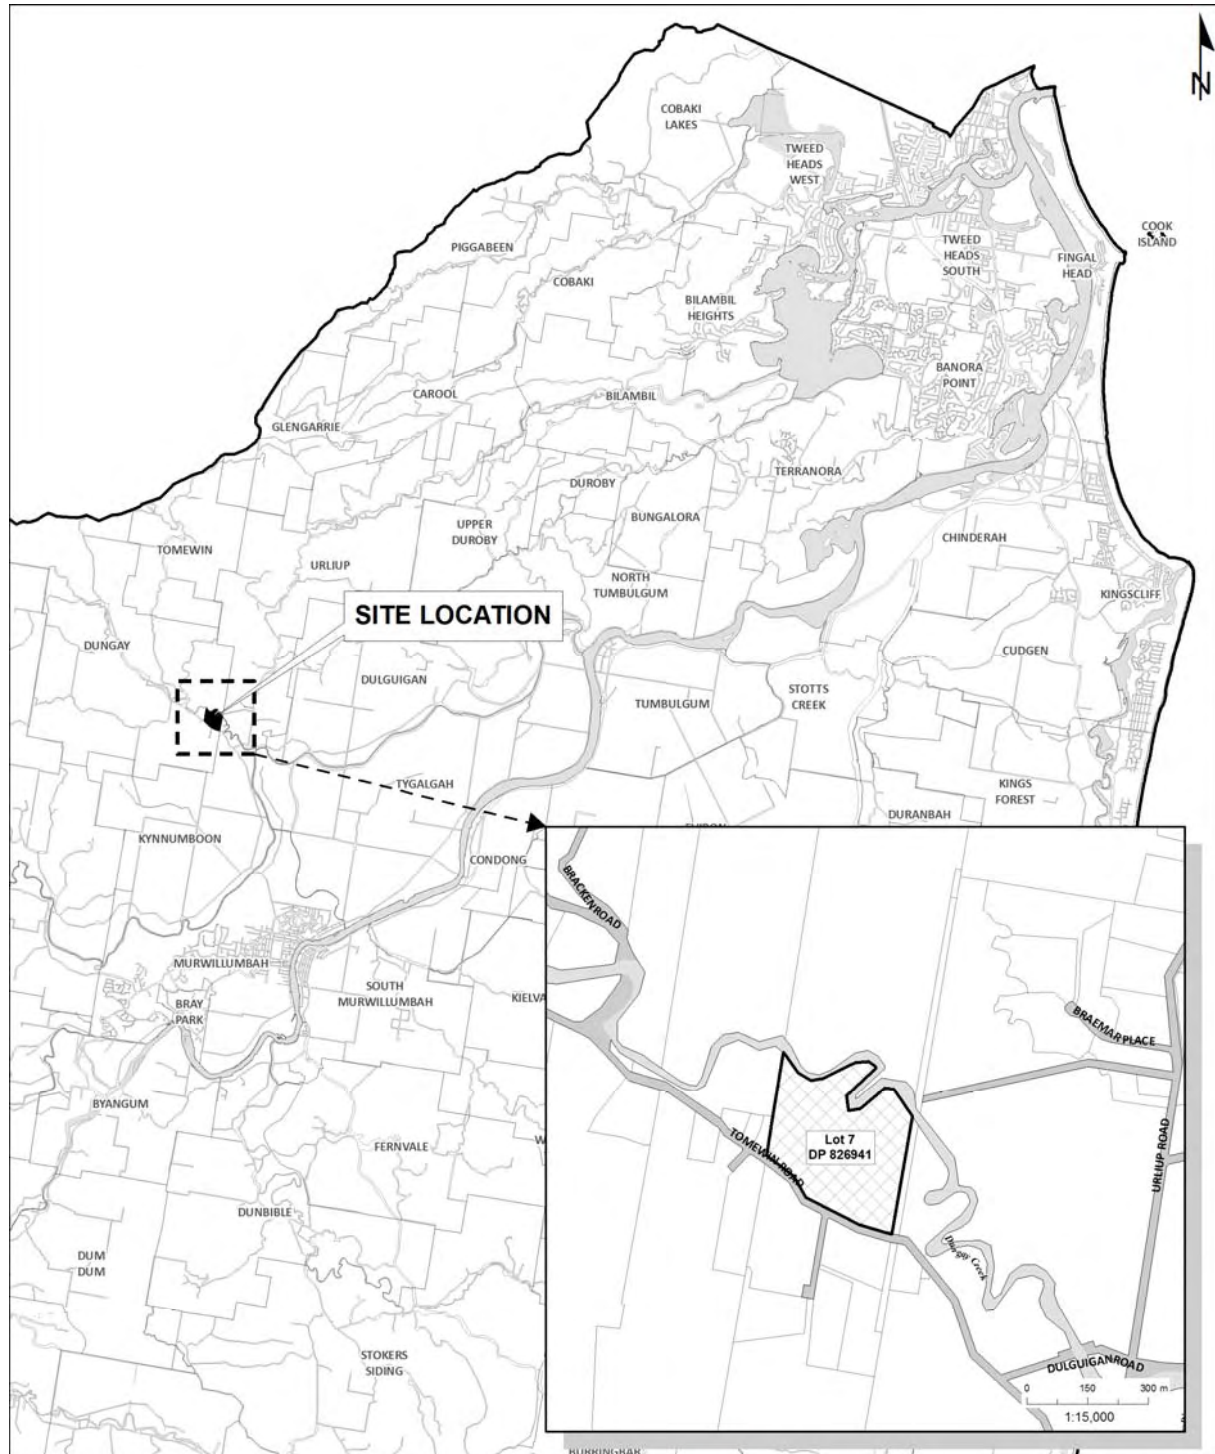 N
COBAKI
LAKES
TWEED
HEADS
WEST
COOK
ISLAND
PIGGABEEN
TWEED
HEADS
SOUTH
FINGAL
HEAD
COBAKI
BILAMBIL
HEIGHTS
BANORA
POINT
CAROOL
BILAMBIL
GLENGARRIE
TERRANORA
DUROBY
BUNGALORA
UPPER
DUROBY
CHINDERAH
TOMEWIN
URLIUP
NORTH
TUMBULGUM
KINGSCLIFF
SITE LOCATION
DUNGAY
CUDGEN
DULGUIGAN
STOTTS
CREEK
TUMBULGUM
TYGALGAH
KINGS
FOREST
DURANBAH
KYNNUMBOON
CONDONG
MURWILLUMBAH
SOUTH
MURWILLUMBAH
KIELVA
BRAY
PARK
BYANGUM
FERNVALE
W
DUNBIBLE
DUM
DUM
STOKERS
SIDING
BURRINGBAR
BRACKEN ROAD
BRAEMAR PLACE
TOMEWIN ROAD
Lot 7
DP 826941
URLIUP ROAD
Dungay Creek
DULGUIGAN ROAD
0 150 300 m
1:15,000